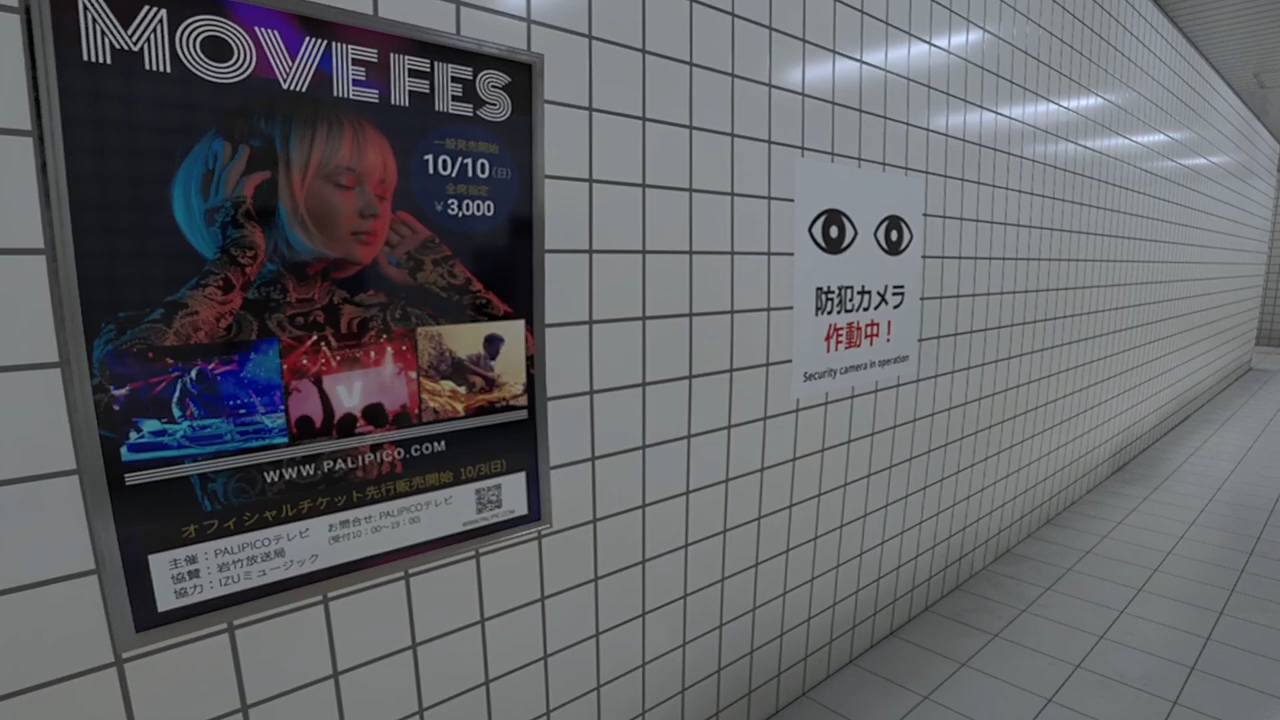 MOVE FES
一般発売開始
10/10(日)
全席指定
¥3,000
V
WWW.PALIPICO.COM
オフィシャルチケット先行販売開始 10/3(日)
主催：PALIPICOテレビ
協賛：岩竹放送局
協力：IZUミュージック
お問合せ: PALIPICOテレビ
(受付10：00～19：00)
WWW.PALIPIC.COM
防犯カメラ
作動中！
Security camera in operation